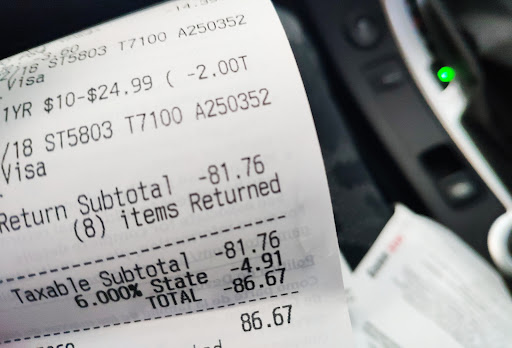 /18 ST5803 T7100 A250352
Visa
1YR $10-$24.99 ( -2.00T
/18 ST5803 T7100 A250352
Visa
Return Subtotal -81.76
(8) items Returned
Taxable Subtotal -81.76
6.000% State -4.91
TOTAL -86.67
86.67